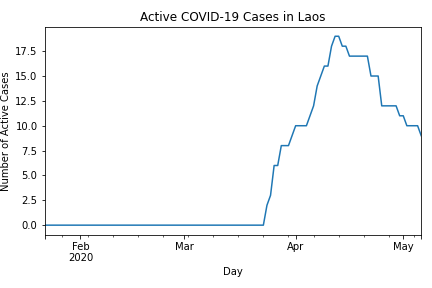 Active COVID-19 Cases in Laos
Number of Active Cases
17.5
15.0
12.5
10.0
7.5
5.0
2.5
0.0
Feb
2020
Mar
Apr
May
Day